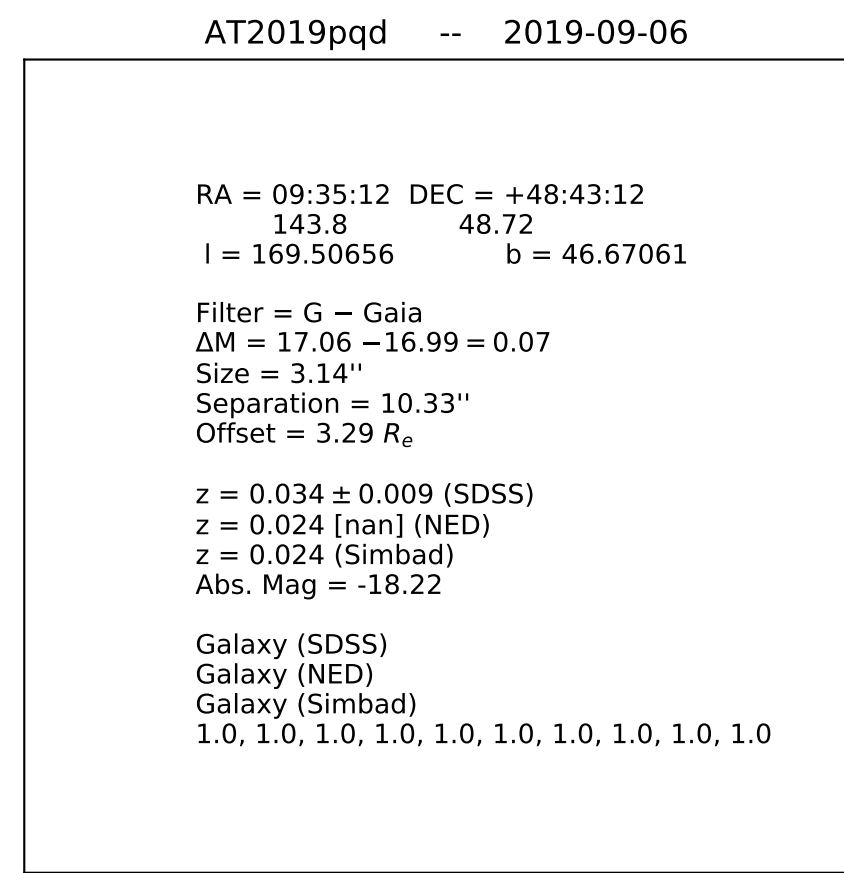 AT2019pqd -- 2019-09-06
RA = 09:35:12 DEC = +48:43:12
143.8 48.72
l = 169.50656 b = 46.67061
Filter = G − Gaia
ΔM = 17.06 −16.99 = 0.07
Size = 3.14''
Separation = 10.33''
Offset = 3.29 Rₑ
z = 0.034 ± 0.009 (SDSS)
z = 0.024 [nan] (NED)
z = 0.024 (Simbad)
Abs. Mag = -18.22
Galaxy (SDSS)
Galaxy (NED)
Galaxy (Simbad)
1.0, 1.0, 1.0, 1.0, 1.0, 1.0, 1.0, 1.0, 1.0, 1.0